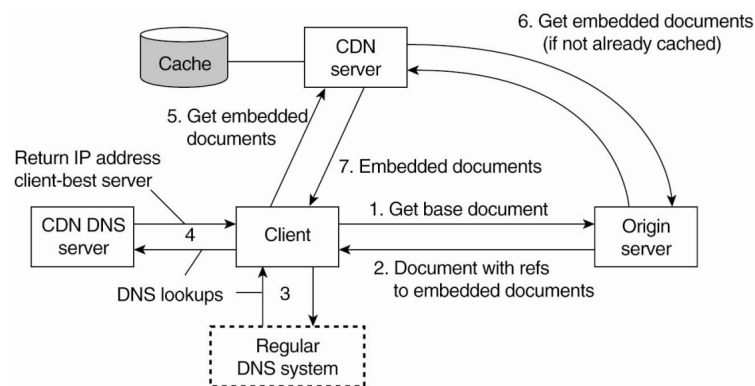 6. Get embedded documents
(if not already cached)
CDN
server
Cache
5. Get embedded
documents
Return IP address
client-best server
7. Embedded documents
1. Get base document
CDN DNS
server
4
Client
Origin
server
2. Document with refs
to embedded documents
DNS lookups
3
Regular
DNS system